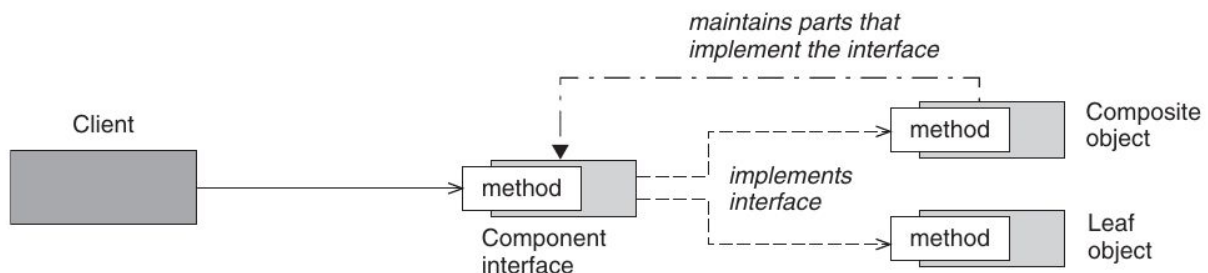 maintains parts that
implement the interface
Client
method
Composite
object
method
implements
interface
Component
interface
method
Leaf
object